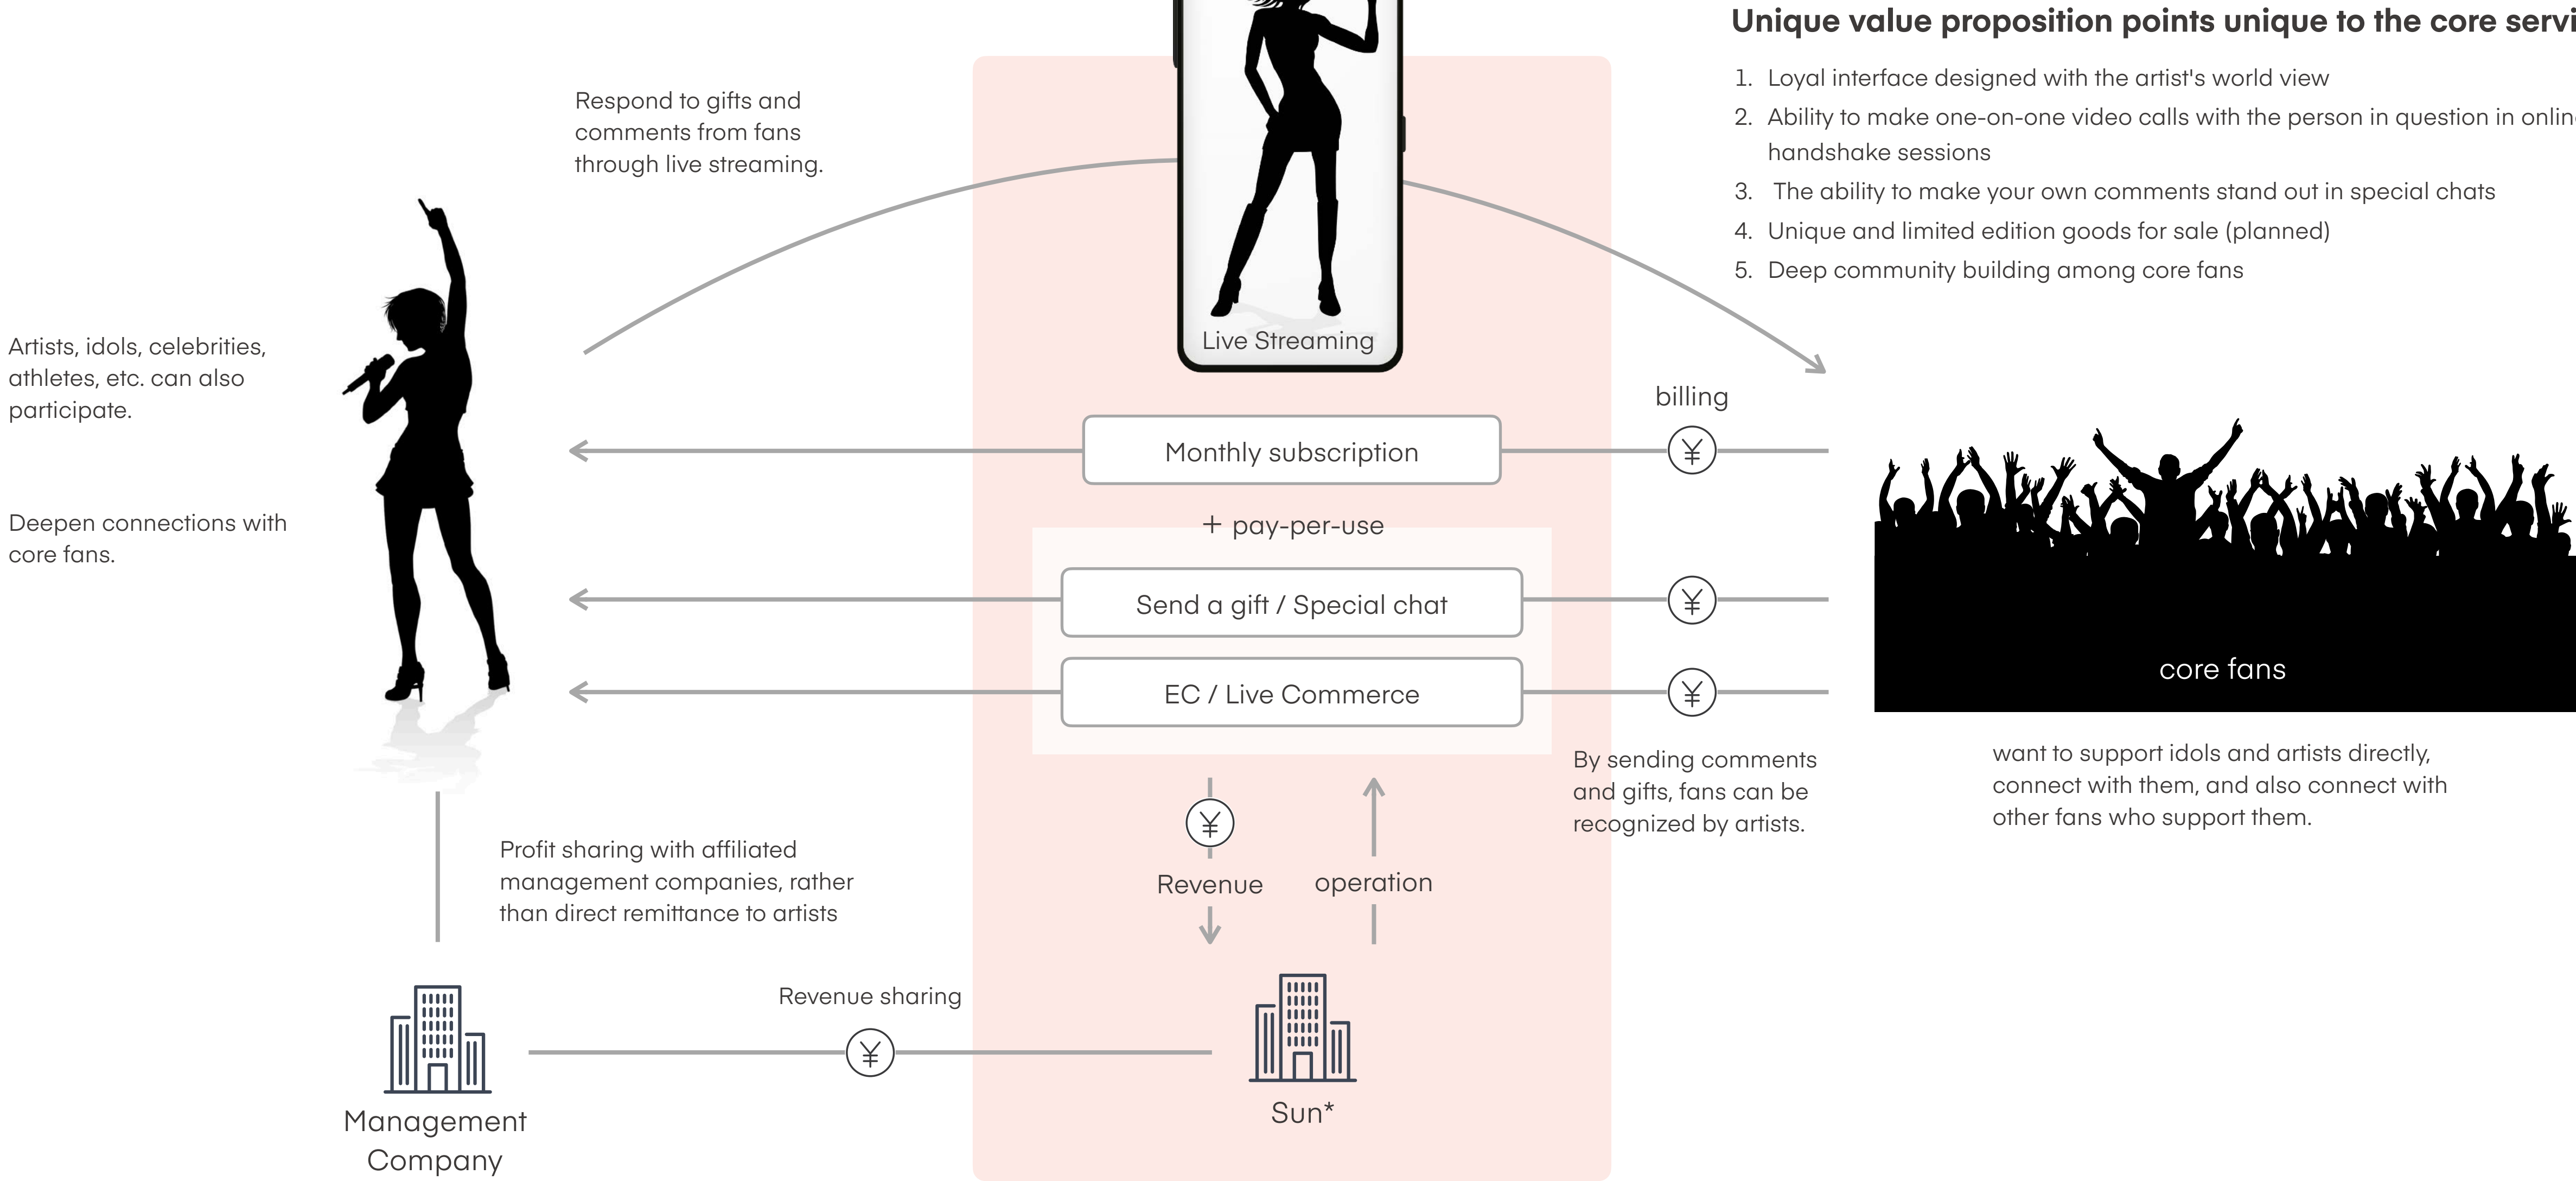 Unique value proposition points unique to the core
1. Loyal interface designed with the artist's world view
2. Ability to make one-on-one video calls with the person in question in
handshake sessions
3. The ability to make your own comments stand out in special chats
4. Unique and limited edition goods for sale (planned)
5. Deep community building among core fans
Respond to gifts and
comments from fans
through live streaming.
Live Streaming
Artists, idols, celebrities,
athletes, etc. can also
participate.
Deepen connections with
core fans.
billing
¥
Monthly subscription
+ pay-per-use
Send a gift / Special chat
¥
EC / Live Commerce
¥
core fans
By sending comments
and gifts, fans can be
recognized by artists.
want to support idols and artists directly,
connect with them, and also connect with
other fans who support them.
¥
Revenue
operation
Profit sharing with affiliated
management companies, rather
than direct remittance to artists
Revenue sharing
¥
Management
Company
Sun*